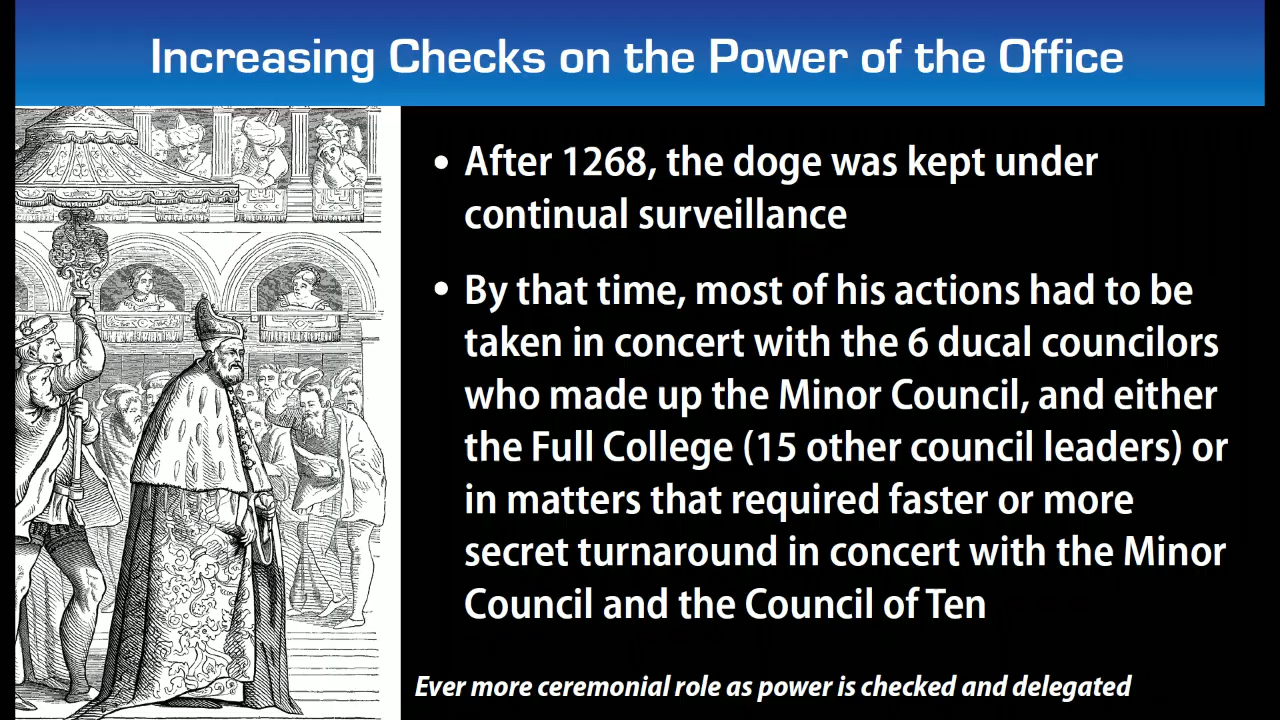 Increasing Checks on the Power of the Office
• After 1268, the doge was kept under
continual surveillance
• By that time, most of his actions had to be
taken in concert with the 6 ducal councilors
who made up the Minor Council, and either
the Full College (15 other council leaders) or
in matters that required faster or more
secret turnaround in concert with the Minor
Council and the Council of Ten
Ever more ceremonial role as power is checked and delegated